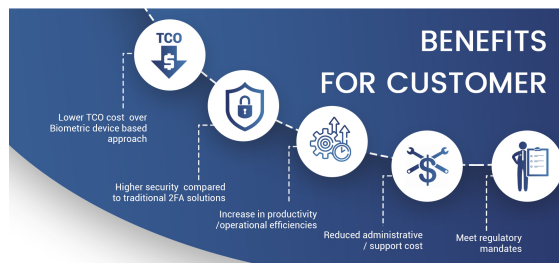 BENEFITS
FOR CUSTOMER
TCO
$
Lower TCO cost over
Biometric device based
approach
Higher security compared
to traditional 2FA solutions
Increase in productivity
/operational efficiencies
$
Reduced administrative
/ support cost
Meet regulatory
mandates